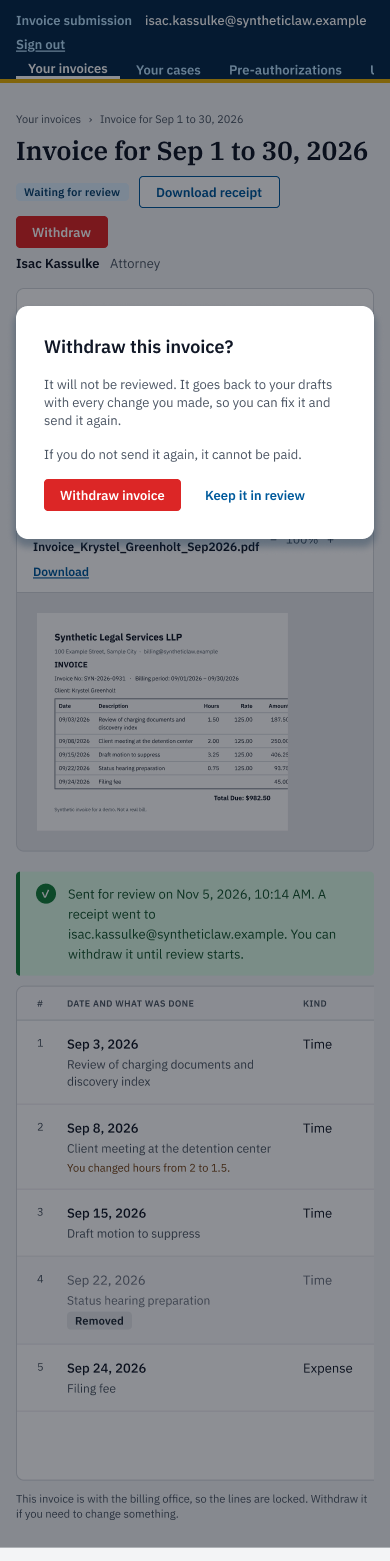 Invoice submission isac.kassulke@syntheticlaw.example
Sign out
Your invoices Your cases Pre-authorizations
Your invoices › Invoice for Sep 1 to 30, 2026
Invoice for Sep 1 to 30, 2026
Waiting for review Download receipt
Withdraw
Isac Kassulke Attorney
Withdraw this invoice?
It will not be reviewed. It goes back to your drafts
with every change you made, so you can fix it and
send it again.
If you do not send it again, it cannot be paid.
Withdraw invoice Keep it in review
Invoice_Krystel_Greenholt_Sep2026.pdf − 100% +
Download
Synthetic Legal Services LLP
100 Example Street, Sample City · billing@syntheticlaw.example
INVOICE
Invoice No: SYN-2026-0931 · Billing period: 09/01/2026 – 09/30/2026
Client: Krystel Greenholt
Date Description Hours Rate Amount
09/03/2026 Review of charging documents and 1.50 125.00 187.50
discovery index
09/08/2026 Client meeting at the detention center 2.00 125.00 250.00
09/15/2026 Draft motion to suppress 3.25 125.00 406.25
09/22/2026 Status hearing preparation 0.75 125.00 93.75
09/24/2026 Filing fee 45.00
Total Due: $982.50
Synthetic invoice for a demo. Not a real bill.
Sent for review on Nov 5, 2026, 10:14 AM. A
receipt went to
isac.kassulke@syntheticlaw.example. You can
withdraw it until review starts.
# DATE AND WHAT WAS DONE KIND
1 Sep 3, 2026 Time
Review of charging documents and
discovery index
2 Sep 8, 2026 Time
Client meeting at the detention center
You changed hours from 2 to 1.5.
3 Sep 15, 2026 Time
Draft motion to suppress
4 Sep 22, 2026 Time
Status hearing preparation
Removed
5 Sep 24, 2026 Expense
Filing fee
This invoice is with the billing office, so the lines are locked. Withdraw it
if you need to change something.